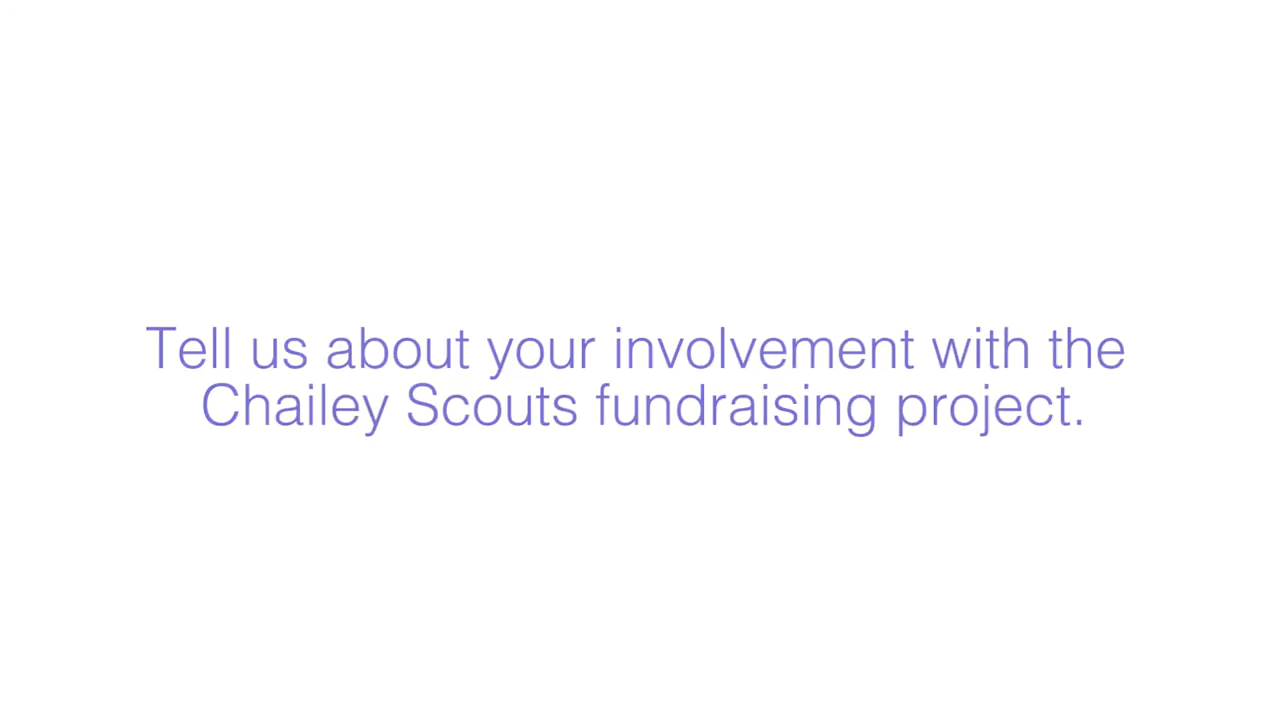 Tell us about your involvement with the
Chailey Scouts fundraising project.